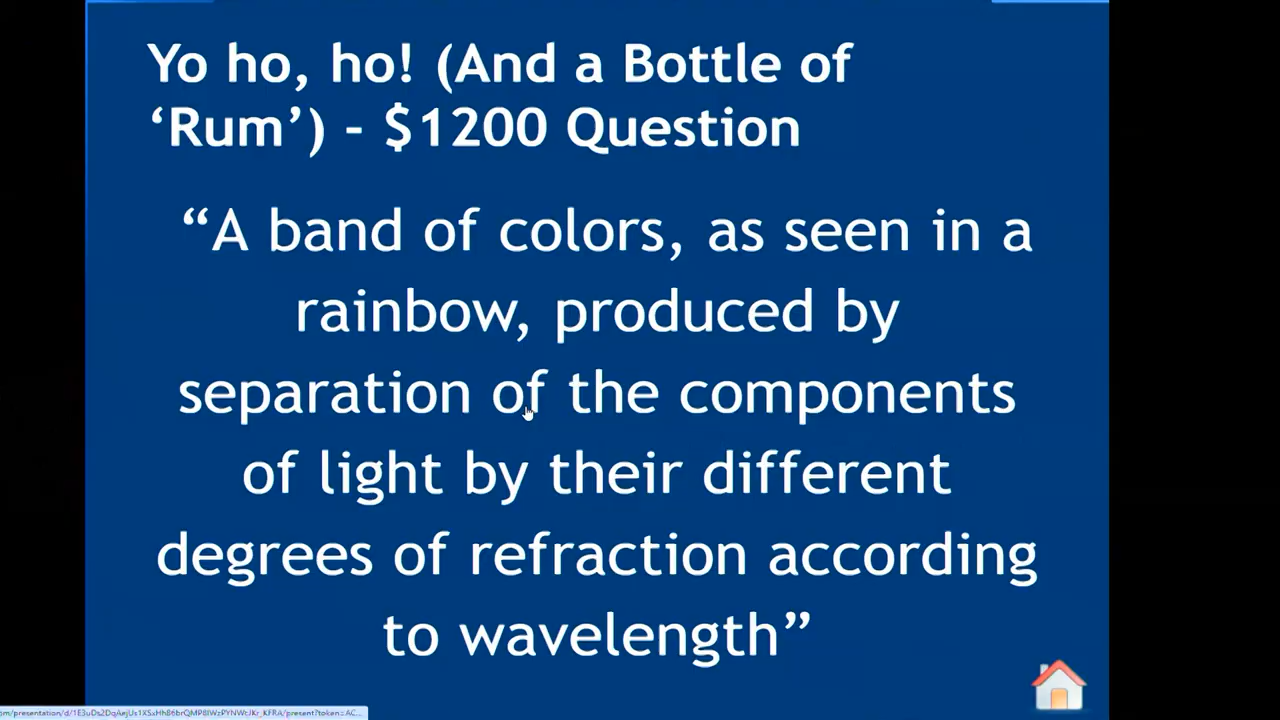 Yo ho, ho! (And a Bottle of
‘Rum’) – $1200 Question
“A band of colors, as seen in a
rainbow, produced by
separation of the components
of light by their different
degrees of refraction according
to wavelength”